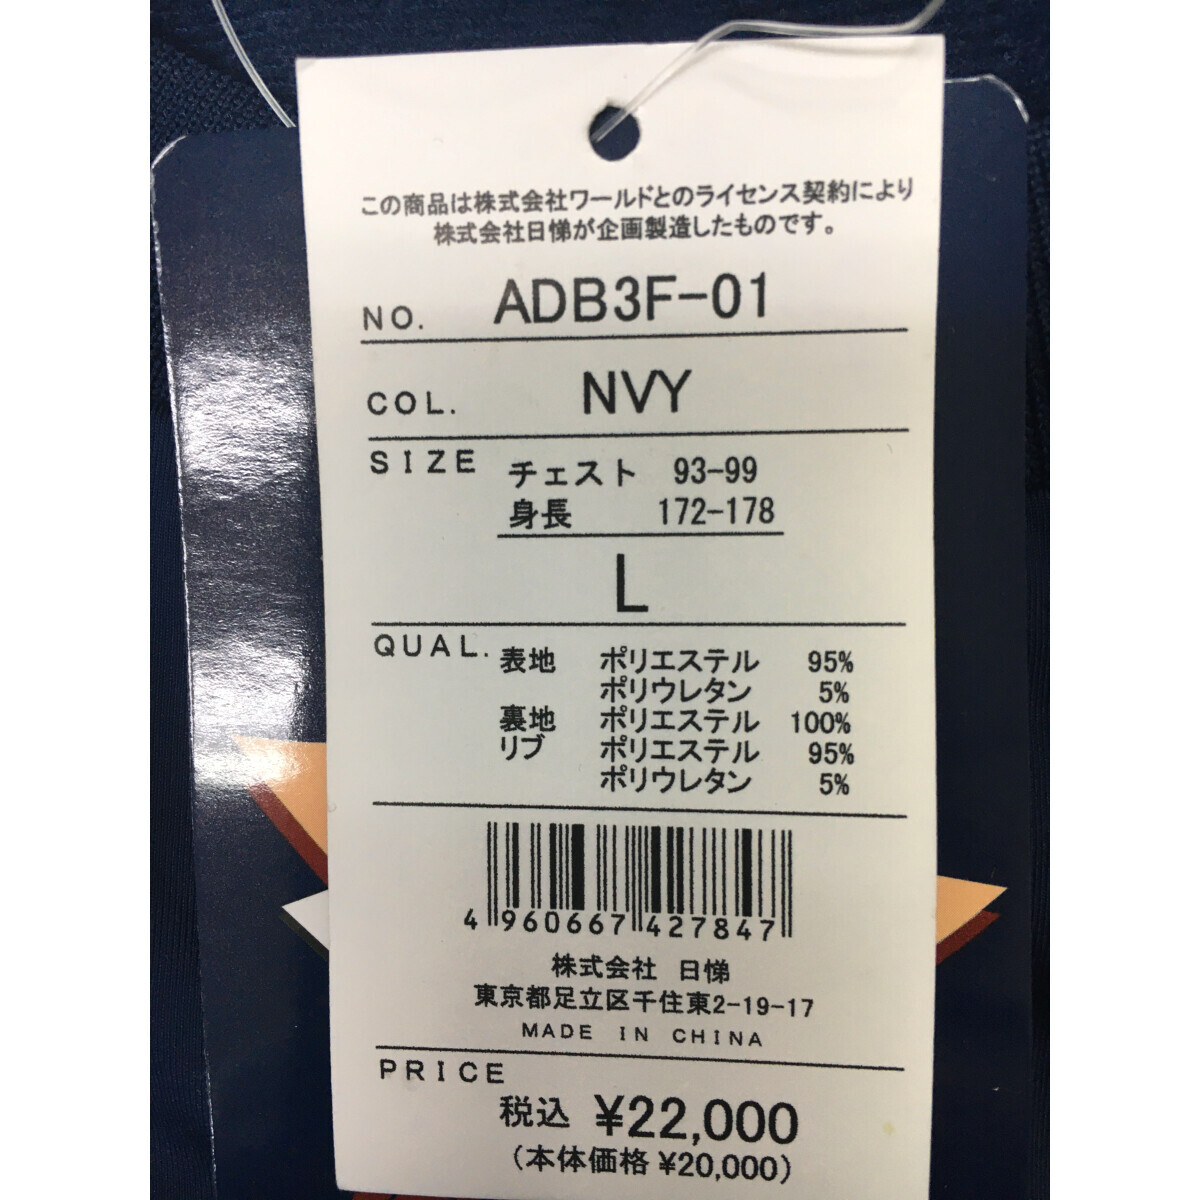 この商品は株式会社ワールドとのライセンス契約により
株式会社日悌が企画製造したものです。
NO. ADB3F-01
COL. NVY
SIZE チェスト 93-99
身長 172-178
L
QUAL. 表地 ポリエステル 95%
ポリウレタン 5%
裏地 ポリエステル 100%
リブ ポリエステル 95%
ポリウレタン 5%
4 960667 427847
株式会社 日悌
東京都足立区千住東2-19-17
MADE IN CHINA
PRICE
税込 ¥22,000
(本体価格 ¥20,000)